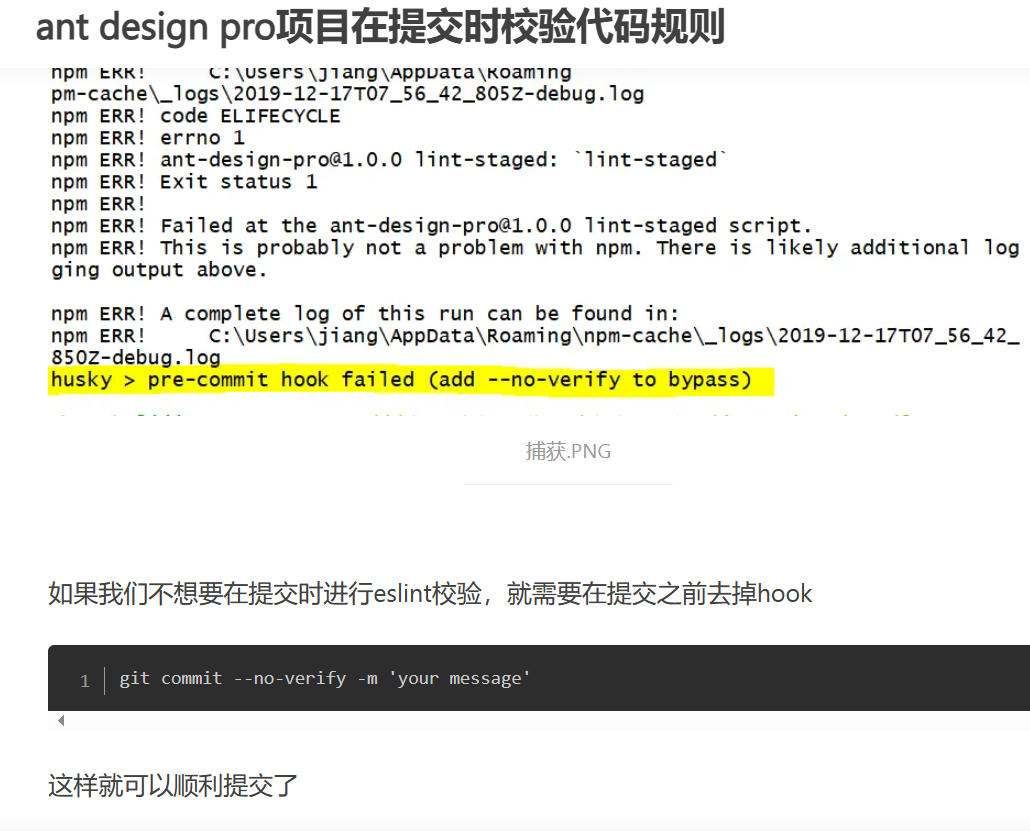 ant design pro项目在提交时校验代码规则
npm ERR!     C:\Users\jiang\AppData\Roaming
pm-cache\_logs\2019-12-17T07_56_42_805Z-debug.log
npm ERR! code ELIFECYCLE
npm ERR! errno 1
npm ERR! ant-design-pro@1.0.0 lint-staged: `lint-staged`
npm ERR! Exit status 1
npm ERR!
npm ERR! Failed at the ant-design-pro@1.0.0 lint-staged script.
npm ERR! This is probably not a problem with npm. There is likely additional log
ging output above.
npm ERR! A complete log of this run can be found in:
npm ERR!     C:\Users\jiang\AppData\Roaming\npm-cache\_logs\2019-12-17T07_56_42_
850Z-debug.log
husky > pre-commit hook failed (add --no-verify to bypass)
捕获.PNG
如果我们不想要在提交时进行eslint校验，就需要在提交之前去掉hook
1 git commit --no-verify -m 'your message'
这样就可以顺利提交了